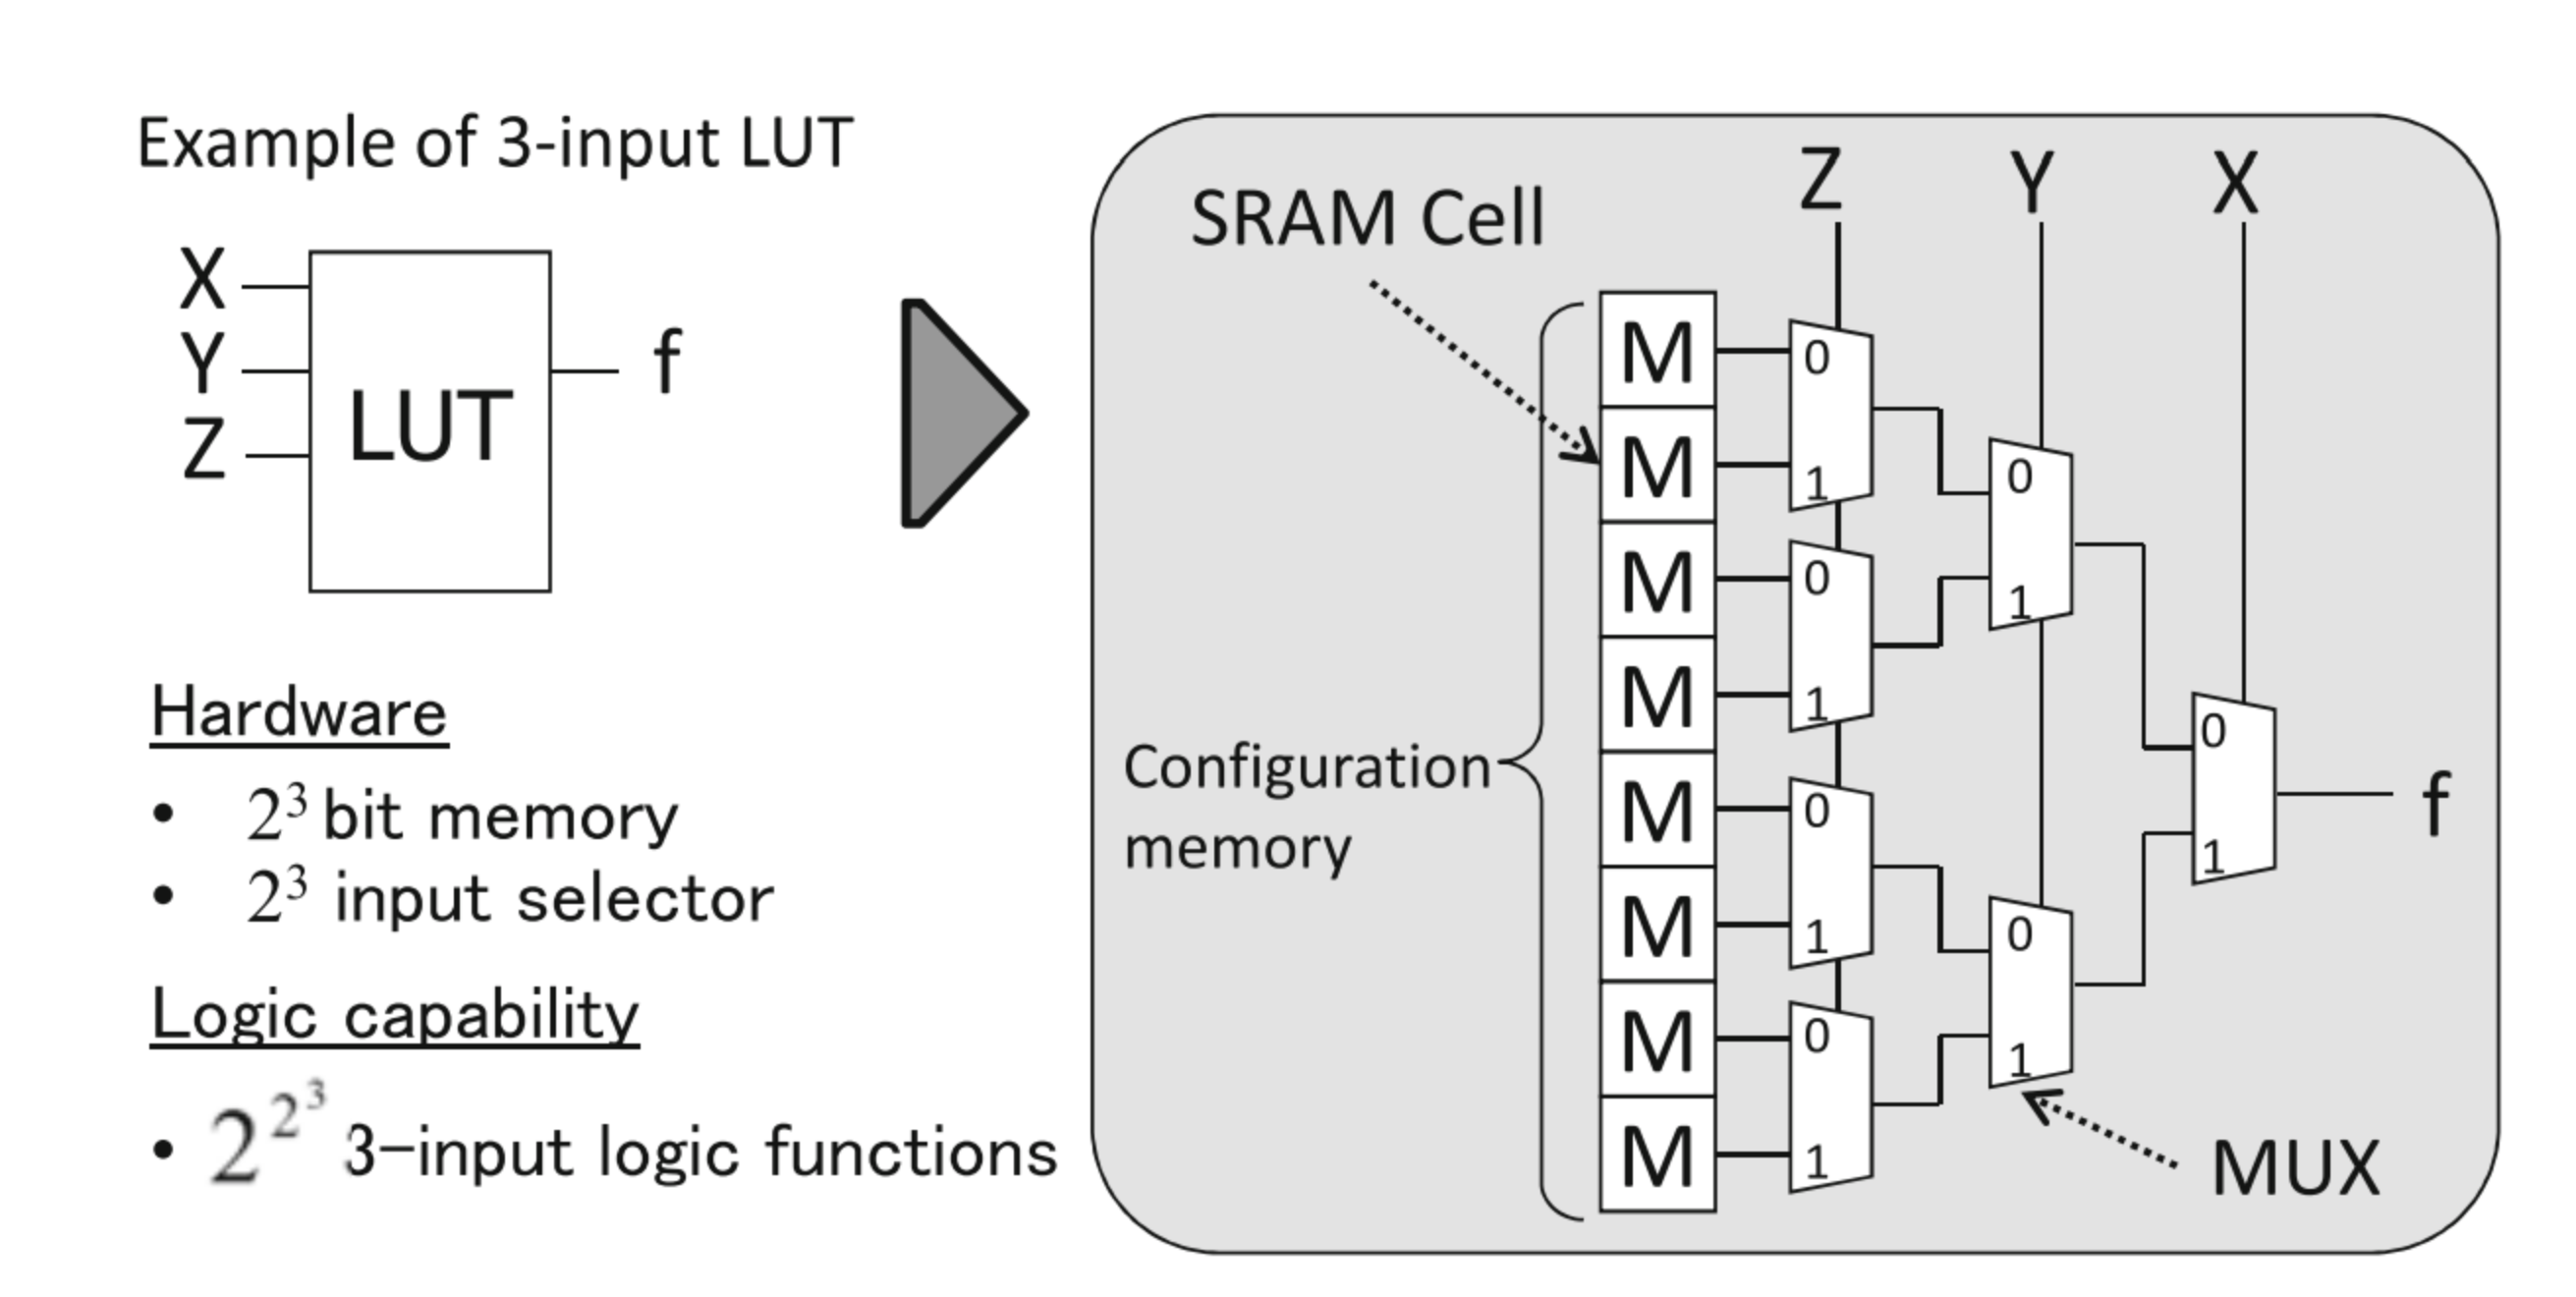 Example of 3-input LUT
X
Y
Z
LUT
f
Hardware
• 2³ bit memory
• 2³ input selector
Logic capability
• 2^2^3 3-input logic functions
Z Y X
SRAM Cell
M
M
M
M
M
M
M
M
0
1
0
1
0
1
0
1
0
1
0
1
0
1
f
Configuration
memory
MUX